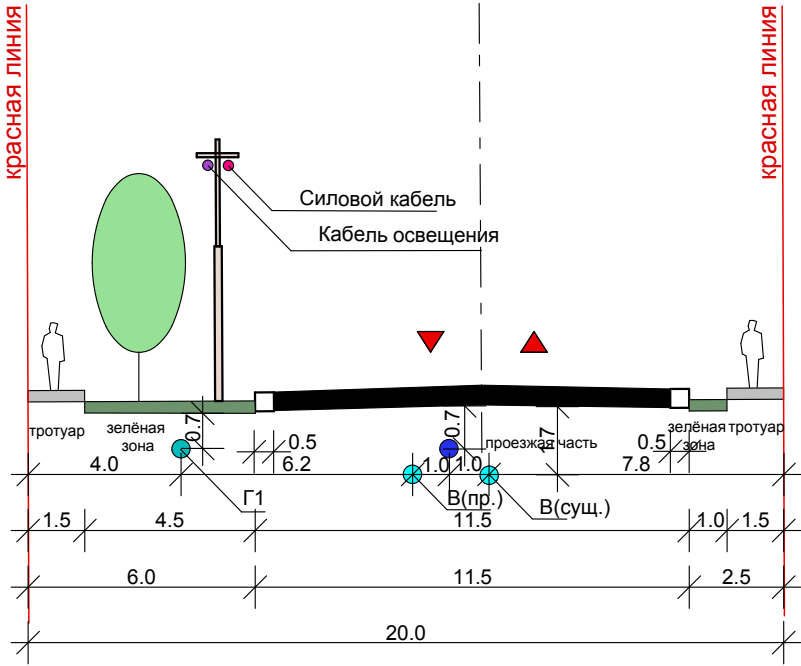 красная линия
красная линия
Силовой кабель
Кабель освещения
тротуар
зелёная
зона
0.7
0.5
0.7
проезжая часть
1.7
0.5
зелёная
зона
тротуар
4.0
6.2
1.0
1.0
7.8
Г1
В(пр.)
В(сущ.)
1.5
4.5
11.5
1.0
1.5
6.0
11.5
2.5
20.0